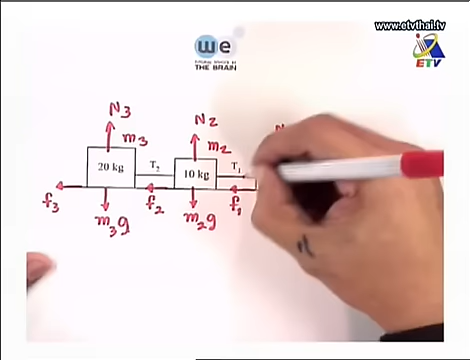 www.etvthai.tv
we
THE BRAIN
ETV
N3
N2
m3
m2
20 kg
T2
10 kg
T1
f3
f2
f1
m3g
m2g